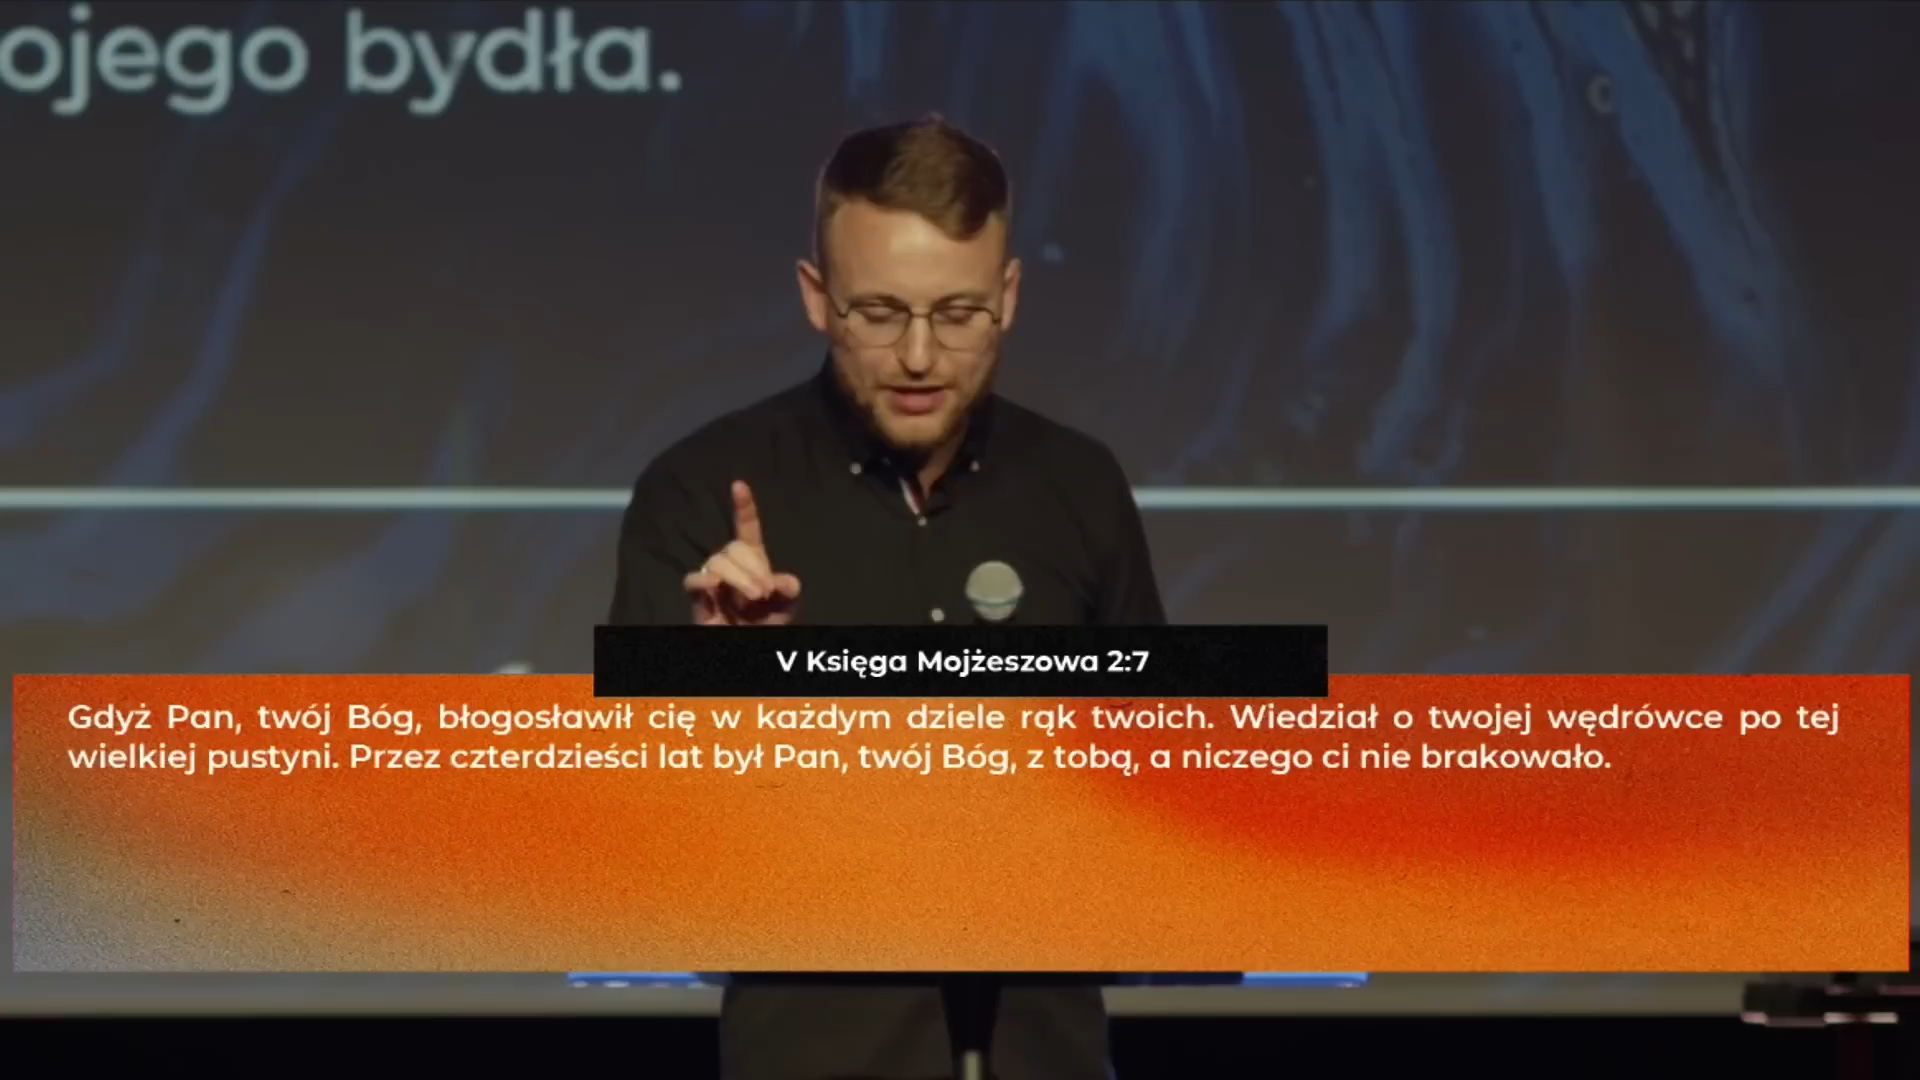 ojego bydła.
V Księga Mojżeszowa 2:7
Gdyż Pan, twój Bóg, błogosławił cię w każdym dziele rąk twoich. Wiedział o twojej wędrówce po tej
wielkiej pustyni. Przez czterdzieści lat był Pan, twój Bóg, z tobą, a niczego ci nie brakowało.